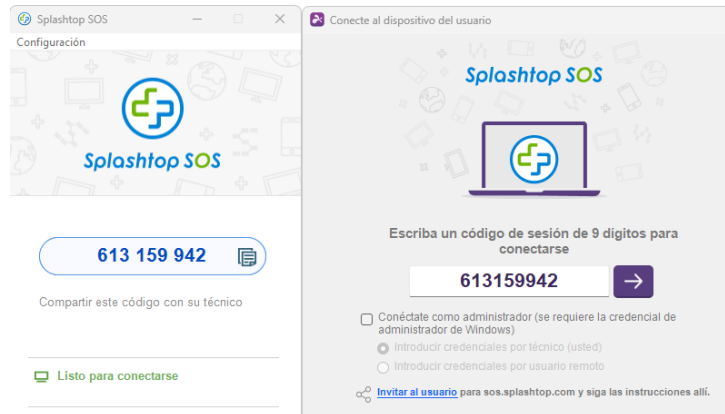 Splashtop SOS
Configuración
Splashtop SOS
613 159 942
Compartir este código con su técnico
Listo para conectarse
Conecte al dispositivo del usuario
Splashtop SOS
Escriba un código de sesión de 9 dígitos para
conectarse
613159942
Conéctate como administrador (se requiere la credencial de
administrador de Windows)
Introducir credenciales por técnico (usted)
Introducir credenciales por usuario remoto
Invitar al usuario para sos.splashtop.com y siga las instrucciones allí.